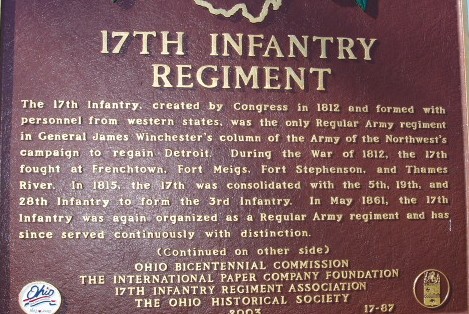 17TH INFANTRY
REGIMENT
The 17th Infantry, created by Congress in 1812 and formed with
personnel from western states, was the only Regular Army regiment
in General James Winchester's column of the Army of the Northwest's
campaign to regain Detroit. During the War of 1812, the 17th
fought at Frenchtown, Fort Meigs, Fort Stephenson, and Thames
River. In 1815, the 17th was consolidated with the 5th, 19th, and
28th Infantry to form the 3rd Infantry. In May 1861, the 17th
Infantry was again organized as a Regular Army regiment and has
since served continuously with distinction.
(Continued on other side)
OHIO BICENTENNIAL COMMISSION
THE INTERNATIONAL PAPER COMPANY FOUNDATION
17TH INFANTRY REGIMENT ASSOCIATION
THE OHIO HISTORICAL SOCIETY
2003 17-87
Ohio